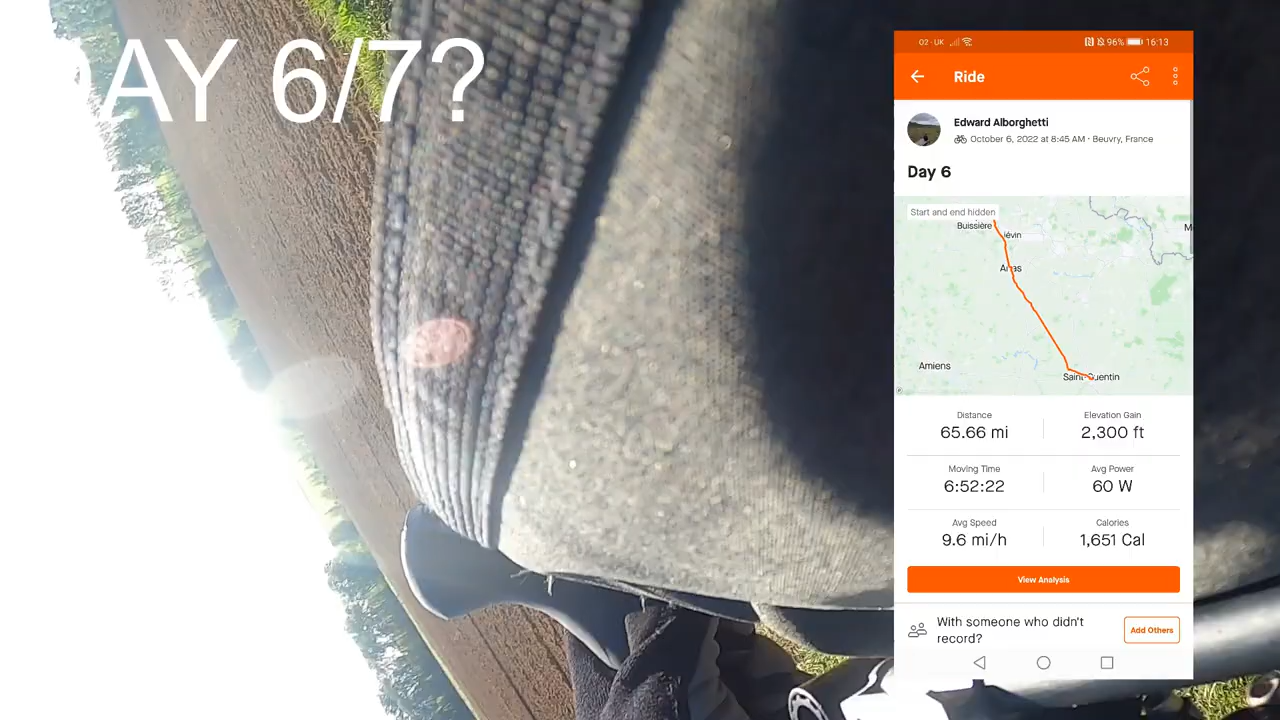 DAY 6/7?
02 - UK
96%
16:13
Ride
Edward Alborghetti
October 6, 2022 at 8:45 AM · Beuvry, France
Day 6
Start and end hidden
Buissière
iévin
Arras
Amiens
Saint-Quentin
Distance
65.66 mi
Elevation Gain
2,300 ft
Moving Time
6:52:22
Avg Power
60 W
Avg Speed
9.6 mi/h
Calories
1,651 Cal
View Analysis
With someone who didn't
record?
Add Others